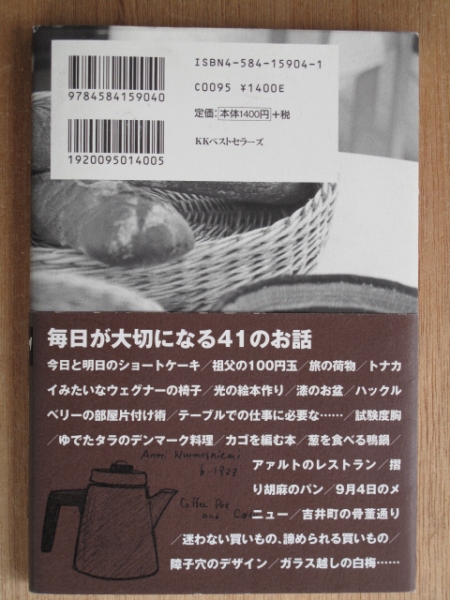 ISBN4-584-15904-1
9784584159040
C0095 ¥1400E
定価:本体1400円+税
1920095014005
KKベストセラーズ
毎日が大切になる41のお話
今日と明日のショートケーキ/祖父の100円玉/旅の荷物/トナカ
イみたいなウェグナーの椅子/光の絵本作り/漆のお盆/ハックル
ベリーの部屋片付け術/テーブルでの仕事に必要な……/試験度胸
/ゆでたタラのデンマーク料理/カゴを編む本/葱を食べる鴨鍋/
Antti Nurmesniemi
アアルトのレストラン/摺
b-1927
り胡麻のパン/9月4日のメ
Coffee Pot
ニュー/吉井町の骨董通り
and
/迷わない買いもの、諦められる買いもの/
障子穴のデザイン/ガラス越しの白梅……